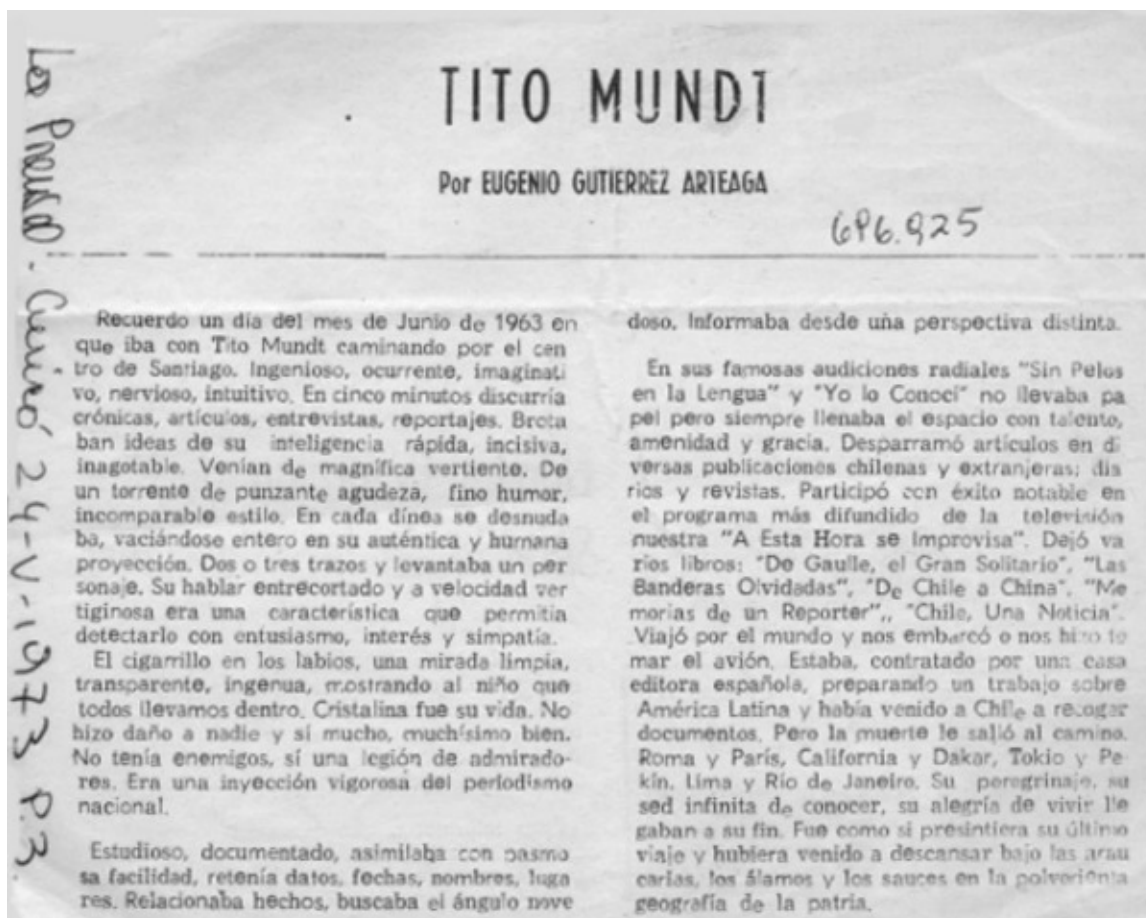 La Prensa - Curicó 24-V-1973 P.3.
TITO MUNDT
Por EUGENIO GUTIERREZ ARTEAGA
696.925
Recuerdo un día del mes de Junio de 1963 en
que iba con Tito Mundt caminando por el cen
tro de Santiago. Ingenioso, ocurrente, imaginati
vo, nervioso, intuitivo. En cinco minutos discurría
crónicas, artículos, entrevistas, reportajes. Brota
ban ideas de su inteligencia rápida, incisiva,
inagotable. Venían de magnífica vertiente. De
un torrente de punzante agudeza, fino humor,
incomparable estilo. En cada dínea se desnuda
ba, vaciándose entero en su auténtica y humana
proyección. Dos o tres trazos y levantaba un per
sonaje. Su hablar entrecortado y a velocidad ver
tiginosa era una característica que permitía
detectarlo con entusiasmo, interés y simpatía.
El cigarrillo en los labios, una mirada limpia,
transparente, ingenua, mostrando al niño que
todos llevamos dentro. Cristalina fue su vida. No
hizo daño a nadie y sí mucho, muchísimo bien.
No tenía enemigos, sí una legión de admirado-
res. Era una inyección vigorosa del periodismo
nacional.
Estudioso, documentado, asimilaba con pasmo
sa facilidad, retenía datos, fechas, nombres, luga
res. Relacionaba hechos, buscaba el ángulo nove
doso. Informaba desde una perspectiva distinta.
En sus famosas audiciones radiales "Sin Pelos
en la Lengua" y "Yo lo Conocí" no llevaba pa
pel pero siempre llenaba el espacio con talento,
amenidad y gracia. Desparramó artículos en di
versas publicaciones chilenas y extranjeras; dia
rios y revistas. Participó con éxito notable en
el programa más difundido de la televisión
nuestra "A Esta Hora se Improvisa". Dejó va
rios libros: "De Gaulle, el Gran Solitario", "Las
Banderas Olvidadas", "De Chile a China", "Me
morias de un Reporter",, "Chile, Una Noticia".
Viajó por el mundo y nos embarcó o nos hizo to
mar el avión. Estaba, contratado por una casa
editora española, preparando un trabajo sobre
América Latina y había venido a Chile a recoger
documentos. Pero la muerte le salió al camino.
Roma y París, California y Dakar, Tokio y Pe-
kín, Lima y Río de Janeiro. Su peregrinaje, su
sed infinita de conocer, su alegría de vivir lle
gaban a su fin. Fue como si presintiera su último
viaje y hubiera venido a descansar bajo las arau
carias, los álamos y los sauces en la polvorienta
geografía de la patria.